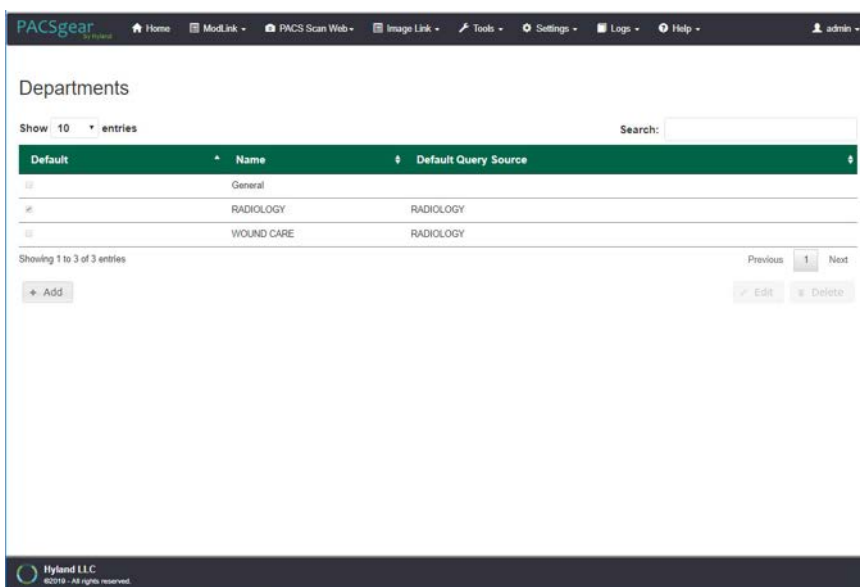 PACSgear by Hyland Home ModLink PACS Scan Web Image Link Tools Settings Logs Help admin
Departments
Show 10 entries Search:
Default Name Default Query Source
General
RADIOLOGY RADIOLOGY
WOUND CARE RADIOLOGY
Showing 1 to 3 of 3 entries Previous 1 Next
+ Add Edit Delete
Hyland LLC
©2019 - All rights reserved.